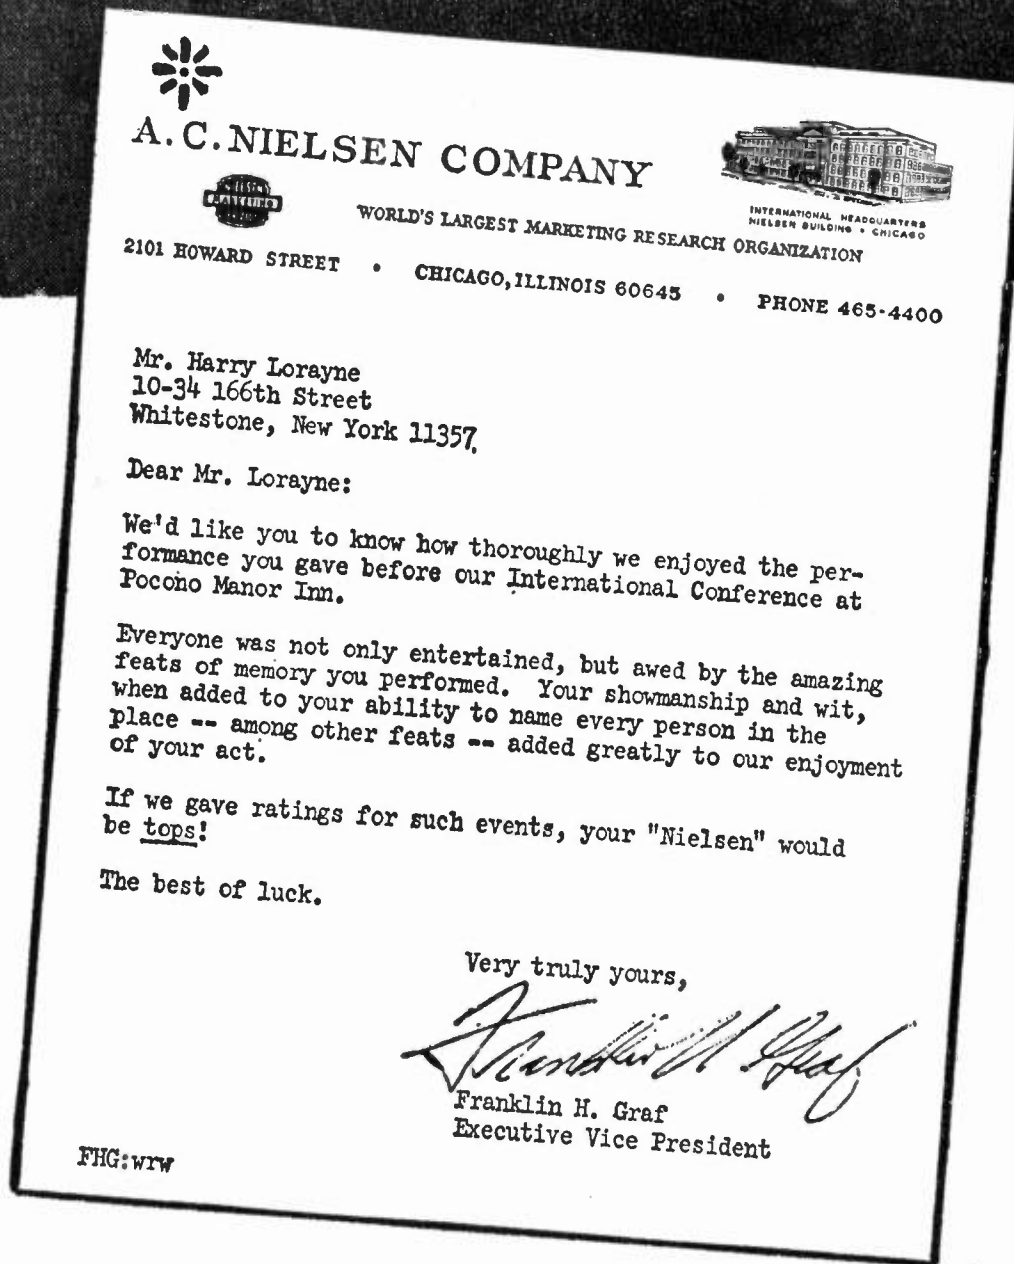 A.C.NIELSEN COMPANY
NIELSEN
MARKETING
INTERNATIONAL HEADQUARTERS
NIELSEN BUILDING • CHICAGO
WORLD'S LARGEST MARKETING RESEARCH ORGANIZATION
2101 HOWARD STREET • CHICAGO, ILLINOIS 60645 • PHONE 465-4400
Mr. Harry Lorayne
10-34 166th Street
Whitestone, New York 11357
Dear Mr. Lorayne:
We'd like you to know how thoroughly we enjoyed the per-
formance you gave before our International Conference at
Pocono Manor Inn.
Everyone was not only entertained, but awed by the amazing
feats of memory you performed. Your showmanship and wit,
when added to your ability to name every person in the
place -- among other feats -- added greatly to our enjoyment
of your act.
If we gave ratings for such events, your "Nielsen" would
be tops!
The best of luck.
Very truly yours,
Franklin H Graf
Franklin H. Graf
Executive Vice President
FHG:wrw